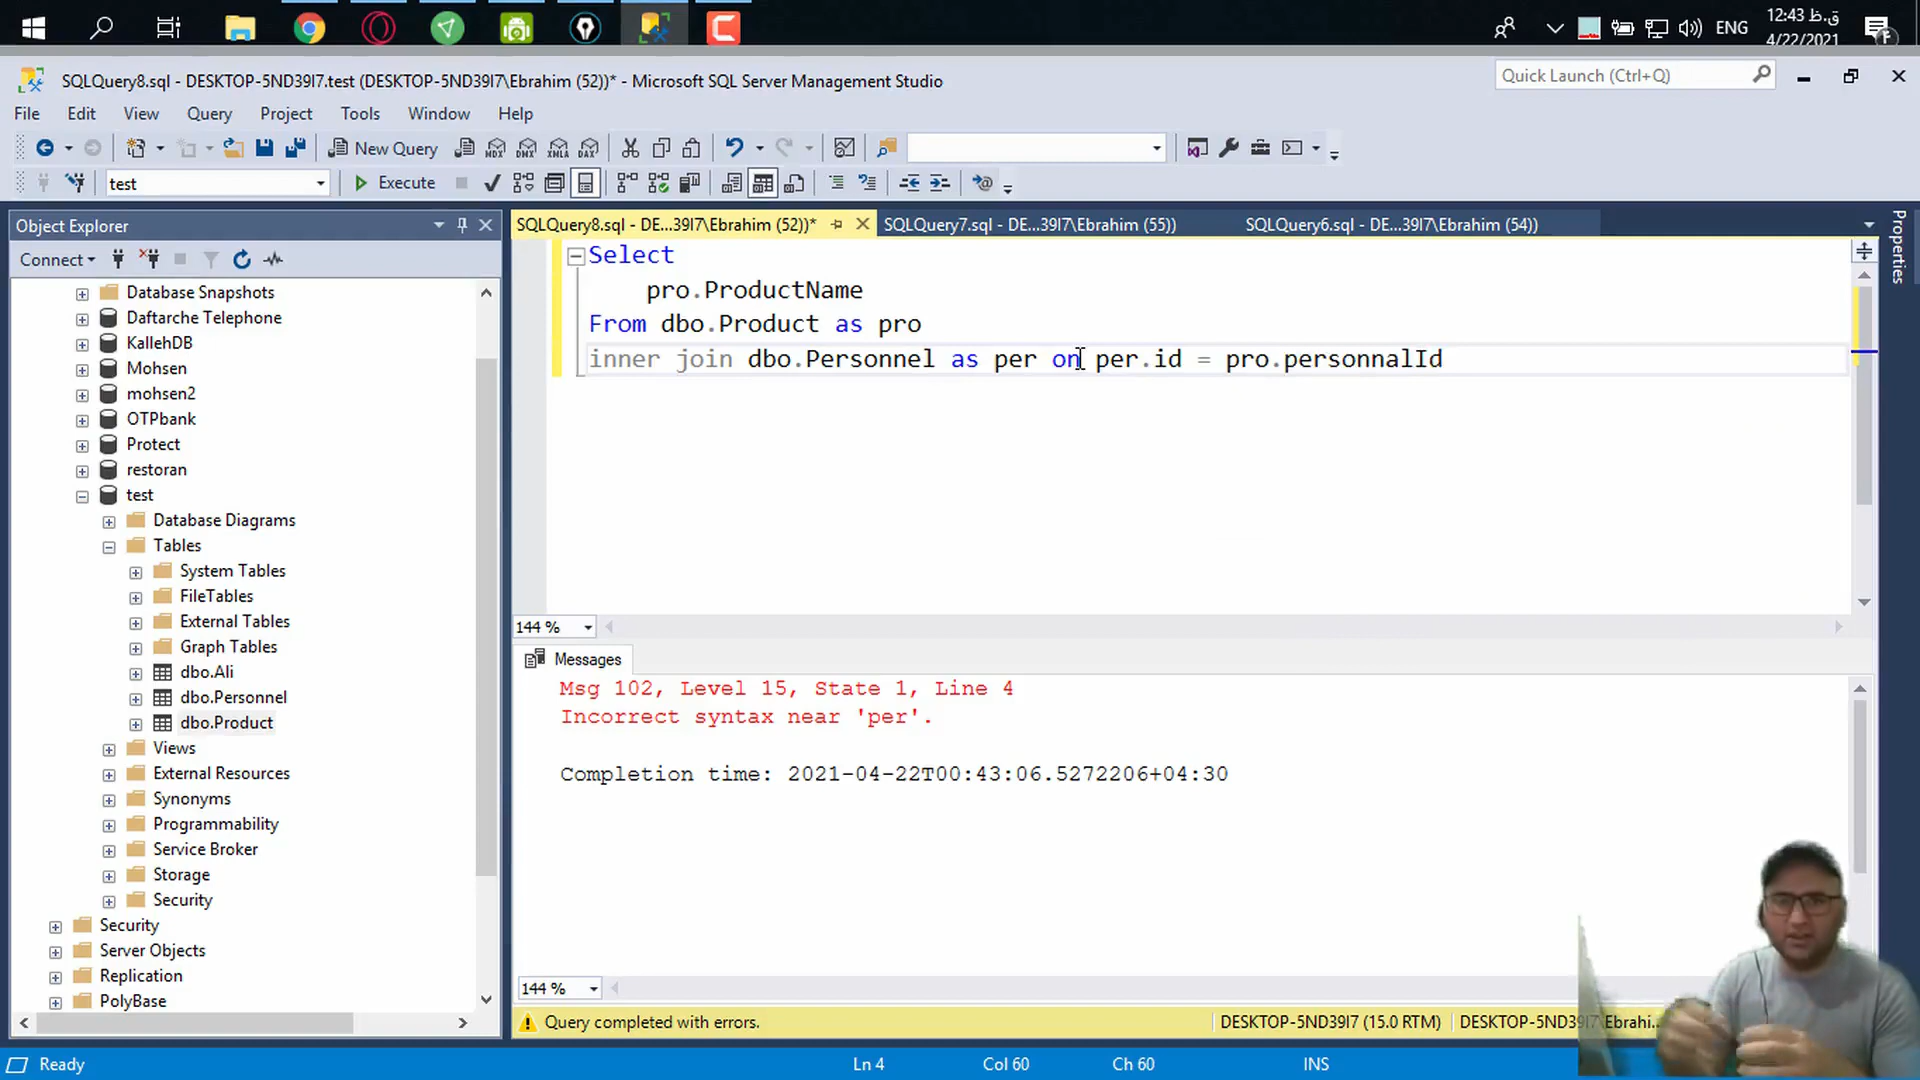 ENG
12:43 ق.ظ
4/22/2021
SQLQuery8.sql - DESKTOP-5ND39I7.test (DESKTOP-5ND39I7\Ebrahim (52))* - Microsoft SQL Server Management Studio
Quick Launch (Ctrl+Q)
File Edit View Query Project Tools Window Help
New Query
MDX DMX XMLA DAX
test
Execute
Object Explorer
SQLQuery8.sql - DE...39I7\Ebrahim (52))*
SQLQuery7.sql - DE...39I7\Ebrahim (55))
SQLQuery6.sql - DE...39I7\Ebrahim (54))
Properties
Connect
Database Snapshots
Daftarche Telephone
KallehDB
Mohsen
mohsen2
OTPbank
Protect
restoran
test
Database Diagrams
Tables
System Tables
FileTables
External Tables
Graph Tables
dbo.Ali
dbo.Personnel
dbo.Product
Views
External Resources
Synonyms
Programmability
Service Broker
Storage
Security
Security
Server Objects
Replication
PolyBase
Select
pro.ProductName
From dbo.Product as pro
inner join dbo.Personnel as per on per.id = pro.personnalId
144 %
Messages
Msg 102, Level 15, State 1, Line 4
Incorrect syntax near 'per'.
Completion time: 2021-04-22T00:43:06.5272206+04:30
144 %
Query completed with errors.
DESKTOP-5ND39I7 (15.0 RTM)
DESKTOP-5ND39I7\Ebrahi...
Ready
Ln 4
Col 60
Ch 60
INS